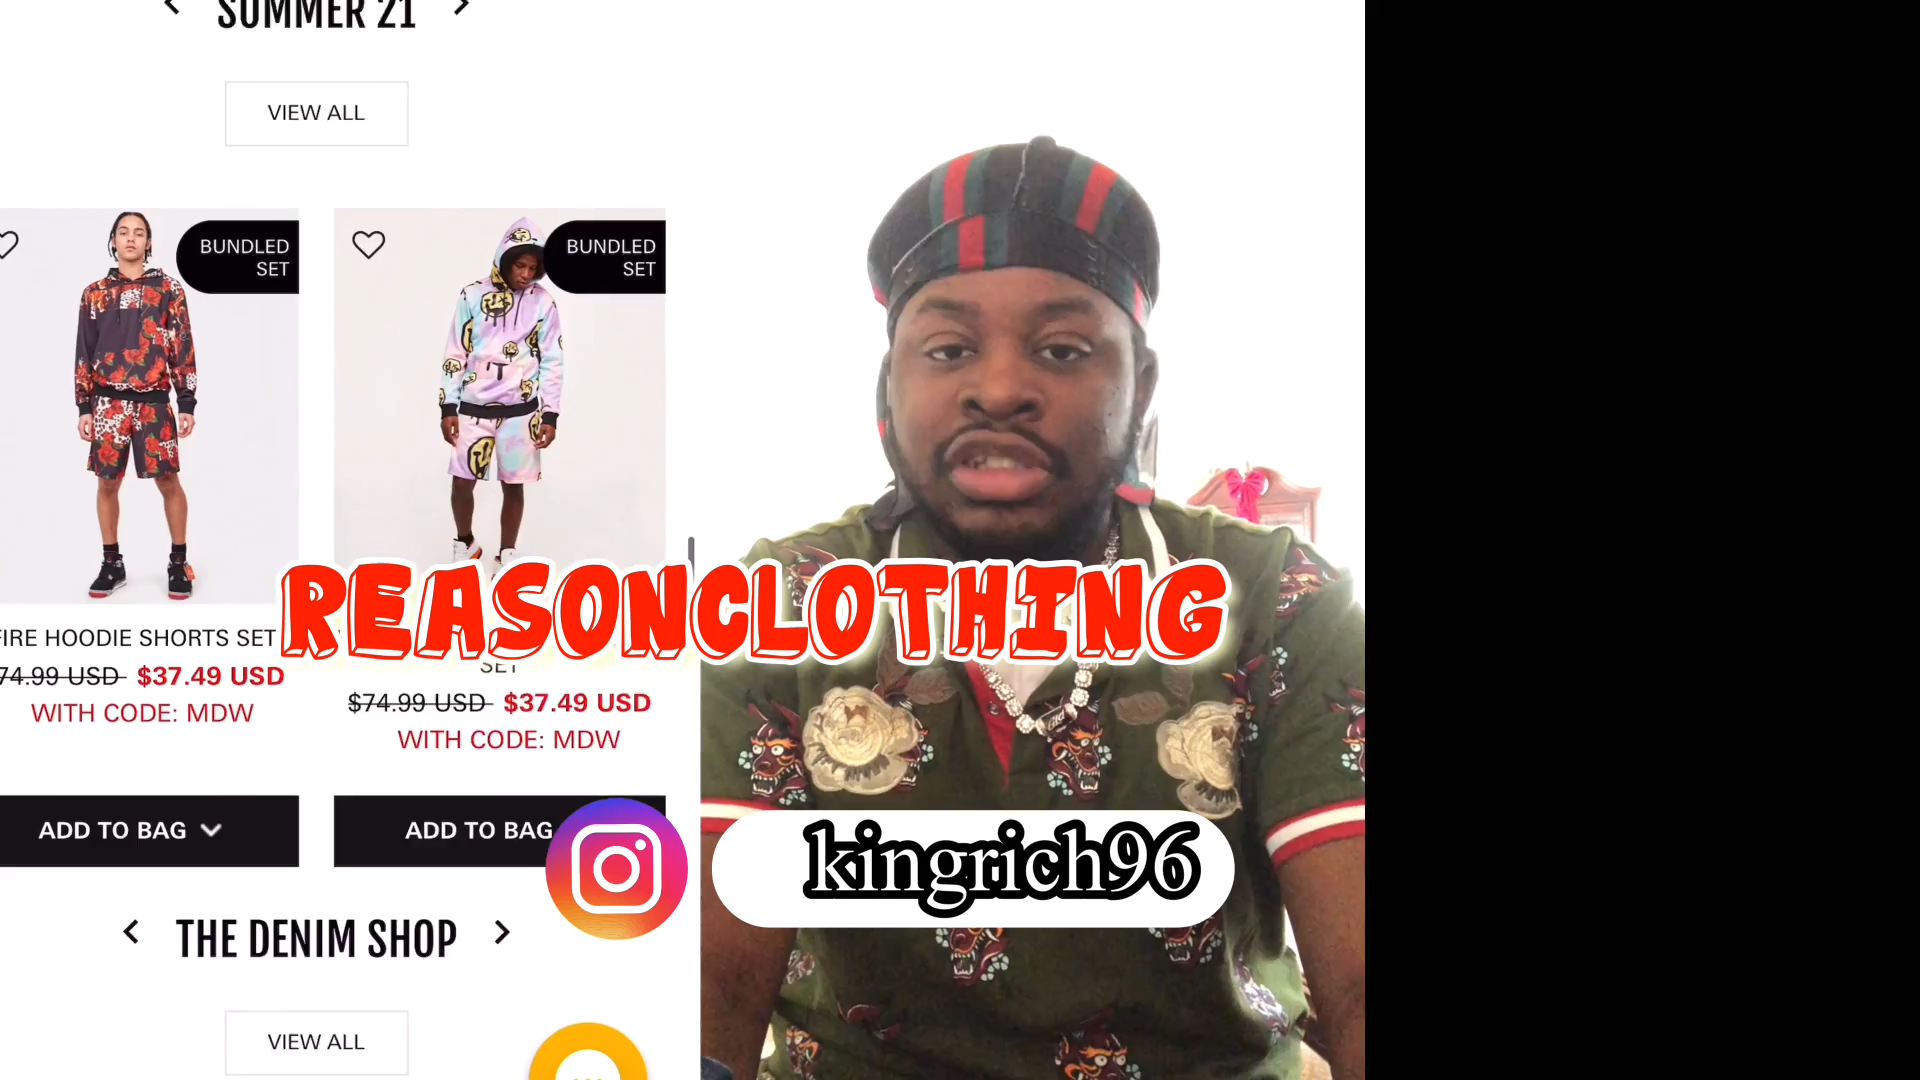 SUMMER 21
VIEW ALL
BUNDLED
SET
BUNDLED
SET
FIRE HOODIE SHORTS SET
74.99 USD $37.49 USD
WITH CODE: MDW
ADD TO BAG
SET
$74.99 USD $37.49 USD
WITH CODE: MDW
ADD TO BAG
REASONCLOTHING
kingrich96
THE DENIM SHOP
VIEW ALL